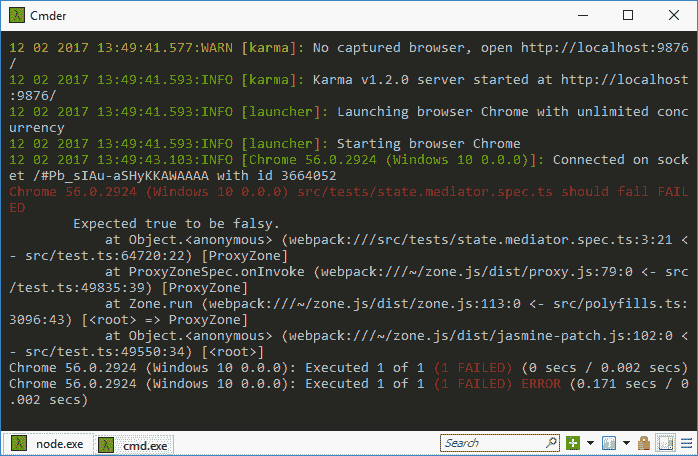 Cmder
12 02 2017 13:49:41.577:WARN [karma]: No captured browser, open http://localhost:9876
/
12 02 2017 13:49:41.593:INFO [karma]: Karma v1.2.0 server started at http://localhost
:9876/
12 02 2017 13:49:41.593:INFO [launcher]: Launching browser Chrome with unlimited conc
urrency
12 02 2017 13:49:41.593:INFO [launcher]: Starting browser Chrome
12 02 2017 13:49:43.103:INFO [Chrome 56.0.2924 (Windows 10 0.0.0)]: Connected on sock
et /#Pb_sIAu-aSHyKKAWAAAA with id 3664052
Chrome 56.0.2924 (Windows 10 0.0.0) src/tests/state.mediator.spec.ts should fail FAIL
ED
        Expected true to be falsy.
            at Object.<anonymous> (webpack:///src/tests/state.mediator.spec.ts:3:21 <
- src/test.ts:64720:22) [ProxyZone]
            at ProxyZoneSpec.onInvoke (webpack:///~/zone.js/dist/proxy.js:79:0 <- src
/test.ts:49835:39) [ProxyZone]
            at Zone.run (webpack:///~/zone.js/dist/zone.js:113:0 <- src/polyfills.ts:
3096:43) [<root> => ProxyZone]
            at Object.<anonymous> (webpack:///~/zone.js/dist/jasmine-patch.js:102:0 <
- src/test.ts:49550:34) [<root>]
Chrome 56.0.2924 (Windows 10 0.0.0): Executed 1 of 1 (1 FAILED) (0 secs / 0.002 secs)
Chrome 56.0.2924 (Windows 10 0.0.0): Executed 1 of 1 (1 FAILED) ERROR (0.171 secs / 0
.002 secs)
node.exe cmd.exe Search